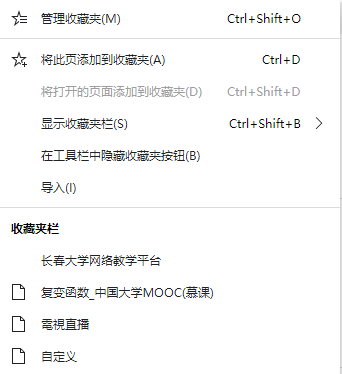 管理收藏夹(M) Ctrl+Shift+O
将此页添加到收藏夹(A) Ctrl+D
将打开的页面添加到收藏夹(D) Ctrl+Shift+D
显示收藏夹栏(S) Ctrl+Shift+B
在工具栏中隐藏收藏夹按钮(B)
导入(I)
收藏夹栏
长春大学网络教学平台
复变函数_中国大学MOOC(慕课)
電視直播
自定义